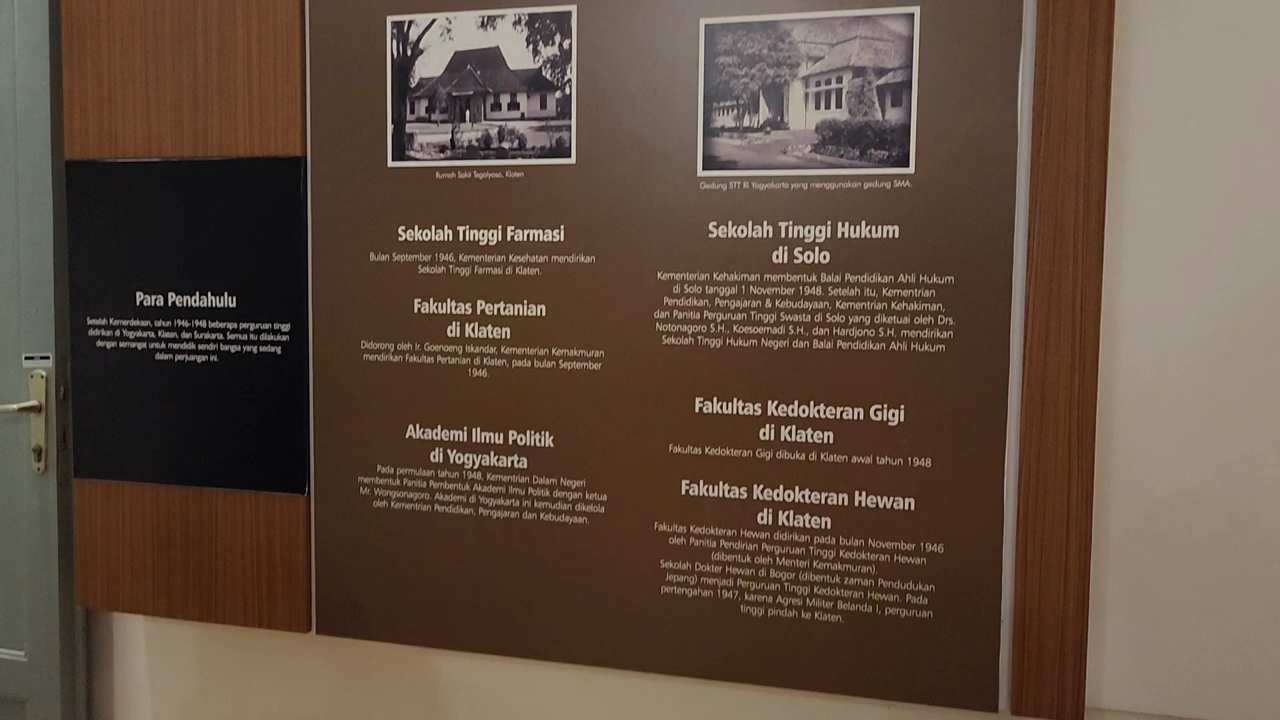 Para Pendahulu
Setelah Kemerdekaan, tahun 1946-1948 beberapa perguruan tinggi
didirikan di Yogyakarta, Klaten, dan Surakarta. Semua itu dilakukan
dengan semangat untuk mendidik sendiri bangsa yang sedang
dalam perjuangan ini.
Rumah Sakit Tegalyoso, Klaten
Sekolah Tinggi Farmasi
Bulan September 1946, Kementerian Kesehatan mendirikan
Sekolah Tinggi Farmasi di Klaten.
Fakultas Pertanian
di Klaten
Didorong oleh Ir. Goenoeng Iskandar, Kementerian Kemakmuran
mendirikan Fakultas Pertanian di Klaten, pada bulan September
1946.
Akademi Ilmu Politik
di Yogyakarta
Pada permulaan tahun 1948, Kementrian Dalam Negeri
membentuk Panitia Pembentuk Akademi Ilmu Politik dengan ketua
Mr. Wongsonagoro. Akademi di Yogyakarta ini kemudian dikelola
oleh Kementrian Pendidikan, Pengajaran dan Kebudayaan.
Gedung STT RI Yogyakarta yang menggunakan gedung SMA.
Sekolah Tinggi Hukum
di Solo
Kementerian Kehakiman membentuk Balai Pendidikan Ahli Hukum
di Solo tanggal 1 November 1948. Setelah itu, Kementrian
Pendidikan, Pengajaran & Kebudayaan, Kementrian Kehakiman,
dan Panitia Perguruan Tinggi Swasta di Solo yang diketuai oleh Drs.
Notonagoro S.H., Koesoemadi S.H., dan Hardjono S.H. mendirikan
Sekolah Tinggi Hukum Negeri dan Balai Pendidikan Ahli Hukum
Fakultas Kedokteran Gigi
di Klaten
Fakultas Kedokteran Gigi dibuka di Klaten awal tahun 1948
Fakultas Kedokteran Hewan
di Klaten
Fakultas Kedokteran Hewan didirikan pada bulan November 1946
oleh Panitia Pendirian Perguruan Tinggi Kedokteran Hewan
(dibentuk oleh Menteri Kemakmuran).
Sekolah Dokter Hewan di Bogor (dibentuk zaman Pendudukan
Jepang) menjadi Perguruan Tinggi Kedokteran Hewan. Pada
pertengahan 1947, karena Agresi Militer Belanda I, perguruan
tinggi pindah ke Klaten.